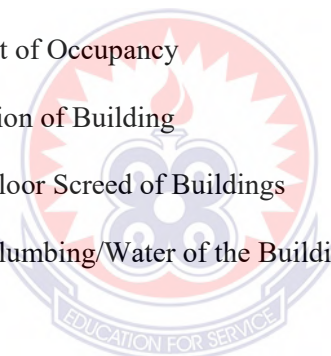 t of Occupancy
ion of Building
loor Screed of Buildings
lumbing/Water of the Buildi
EDUCATION FOR SERVICE